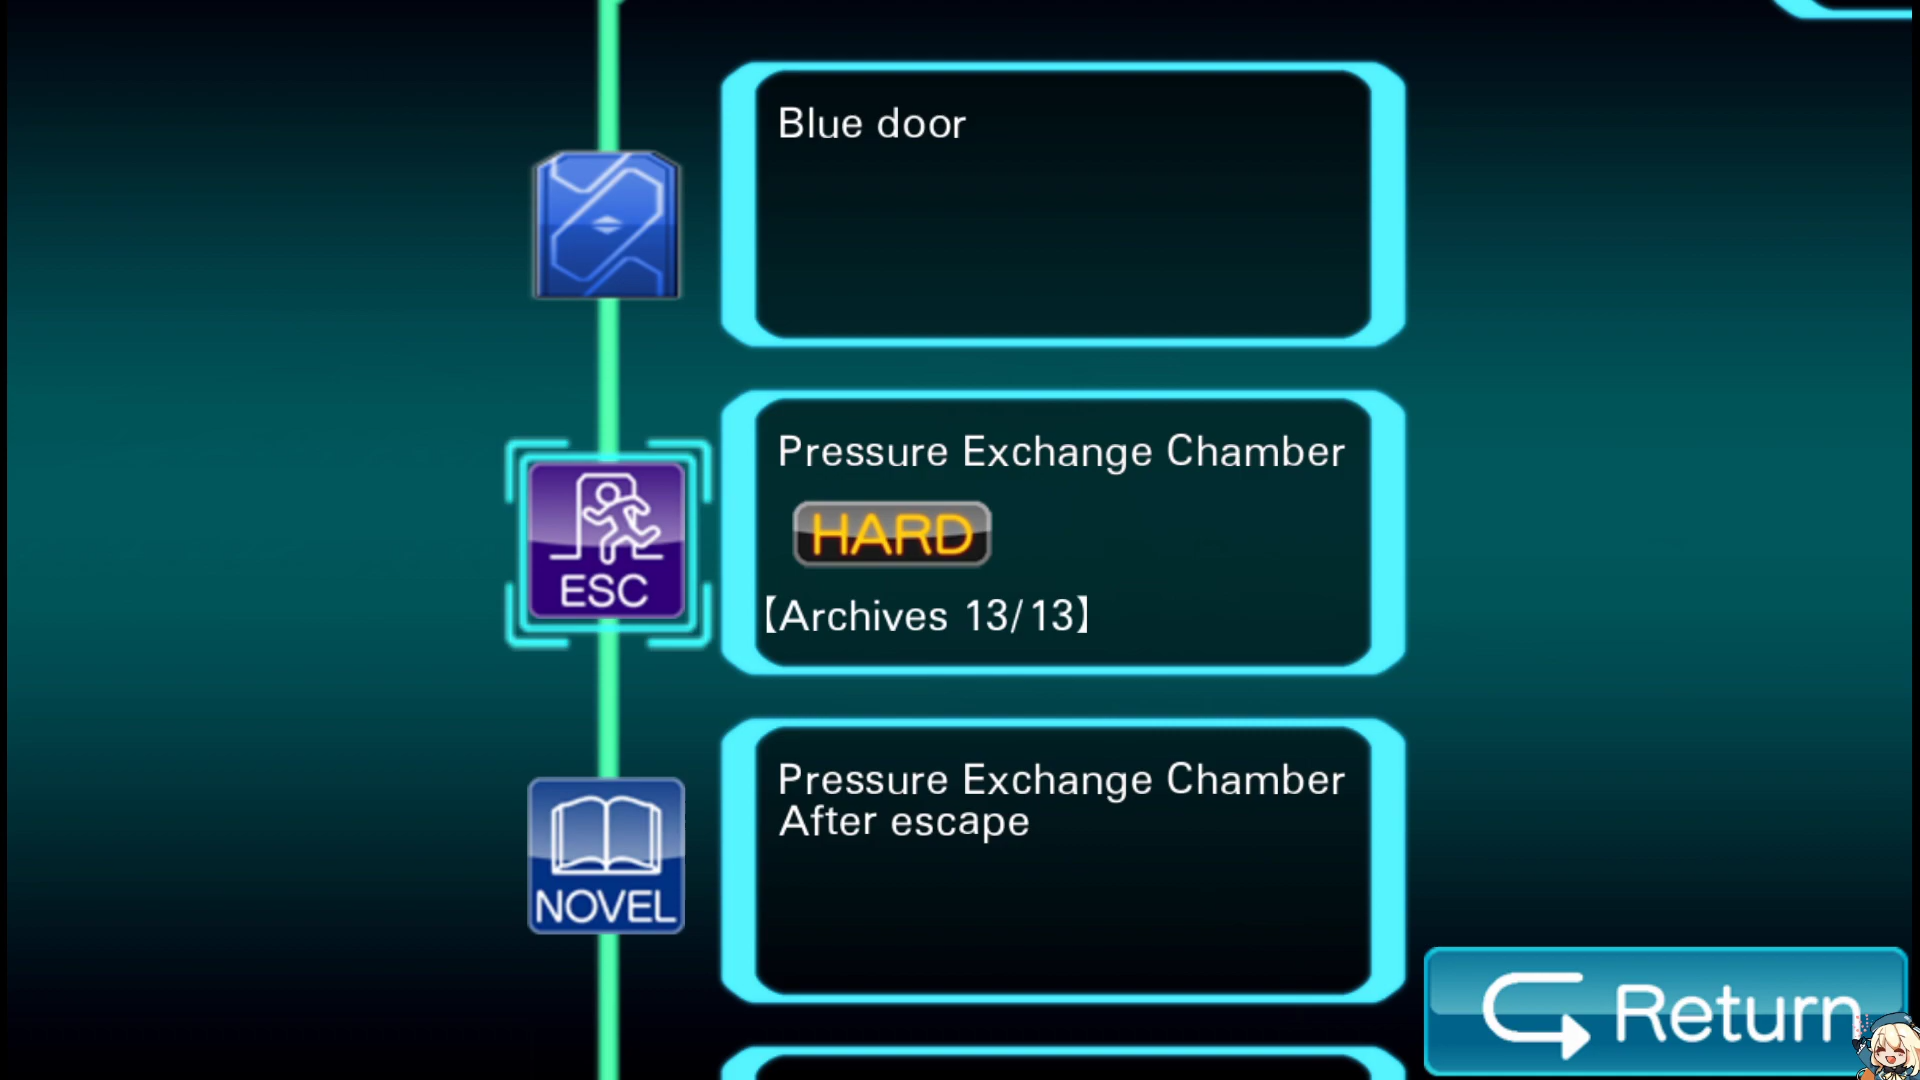 Blue door
ESC
Pressure Exchange Chamber
HARD
【Archives 13/13】
NOVEL
Pressure Exchange Chamber
After escape
Return